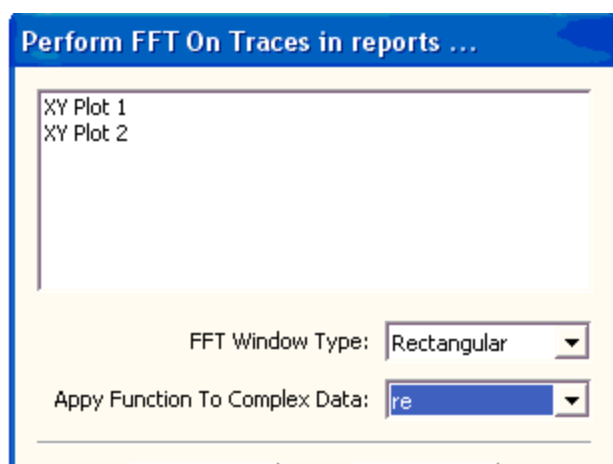 Perform FFT On Traces in reports ...
XY Plot 1
XY Plot 2
FFT Window Type: Rectangular
Appy Function To Complex Data: re